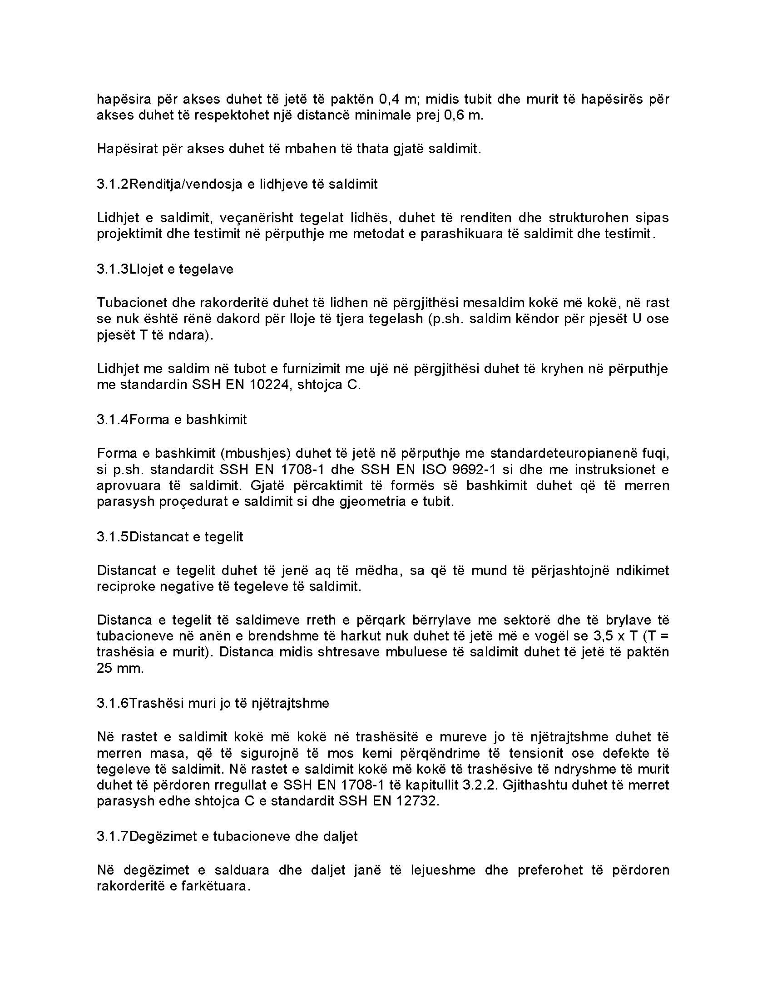 hapësira për akses duhet të jetë të paktën 0,4 m; midis tubit dhe murit të hapësirës për
akses duhet të respektohet një distancë minimale prej 0,6 m.
Hapësirat për akses duhet të mbahen të thata gjatë saldimit.
3.1.2Renditja/vendosja e lidhjeve të saldimit
Lidhjet e saldimit, veçanërisht tegelat lidhës, duhet të renditen dhe strukturohen sipas
projektimit dhe testimit në përputhje me metodat e parashikuara të saldimit dhe testimit.
3.1.3Llojet e tegelave
Tubacionet dhe rakorderitë duhet të lidhen në përgjithësi mesaldim kokë më kokë, në rast
se nuk është rënë dakord për lloje të tjera tegelash (p.sh. saldim këndor për pjesët U ose
pjesët T të ndara).
Lidhjet me saldim në tubot e furnizimit me ujë në përgjithësi duhet të kryhen në përputhje
me standardin SSH EN 10224, shtojca C.
3.1.4Forma e bashkimit
Forma e bashkimit (mbushjes) duhet të jetë në përputhje me standardeteuropianenë fuqi,
si p.sh. standardit SSH EN 1708-1 dhe SSH EN ISO 9692-1 si dhe me instruksionet e
aprovuara të saldimit. Gjatë përcaktimit të formës së bashkimit duhet që të merren
parasysh proçedurat e saldimit si dhe gjeometria e tubit.
3.1.5Distancat e tegelit
Distancat e tegelit duhet të jenë aq të mëdha, sa që të mund të përjashtojnë ndikimet
reciproke negative të tegeleve të saldimit.
Distanca e tegelit të saldimeve rreth e përqark bërrylave me sektorë dhe të brylave të
tubacioneve në anën e brendshme të harkut nuk duhet të jetë më e vogël se 3,5 x T (T =
trashësia e murit). Distanca midis shtresave mbuluese të saldimit duhet të jetë të paktën
25 mm.
3.1.6Trashësi muri jo të njëtrajtshme
Në rastet e saldimit kokë më kokë në trashësitë e mureve jo të njëtrajtshme duhet të
merren masa, që të sigurojnë të mos kemi përqëndrime të tensionit ose defekte të
tegeleve të saldimit. Në rastet e saldimit kokë më kokë të trashësive të ndryshme të murit
duhet të përdoren rregullat e SSH EN 1708-1 të kapitullit 3.2.2. Gjithashtu duhet të merret
parasysh edhe shtojca C e standardit SSH EN 12732.
3.1.7Degëzimet e tubacioneve dhe daljet
Në degëzimet e salduara dhe daljet janë të lejueshme dhe preferohet të përdoren
rakorderitë e farkëtuara.